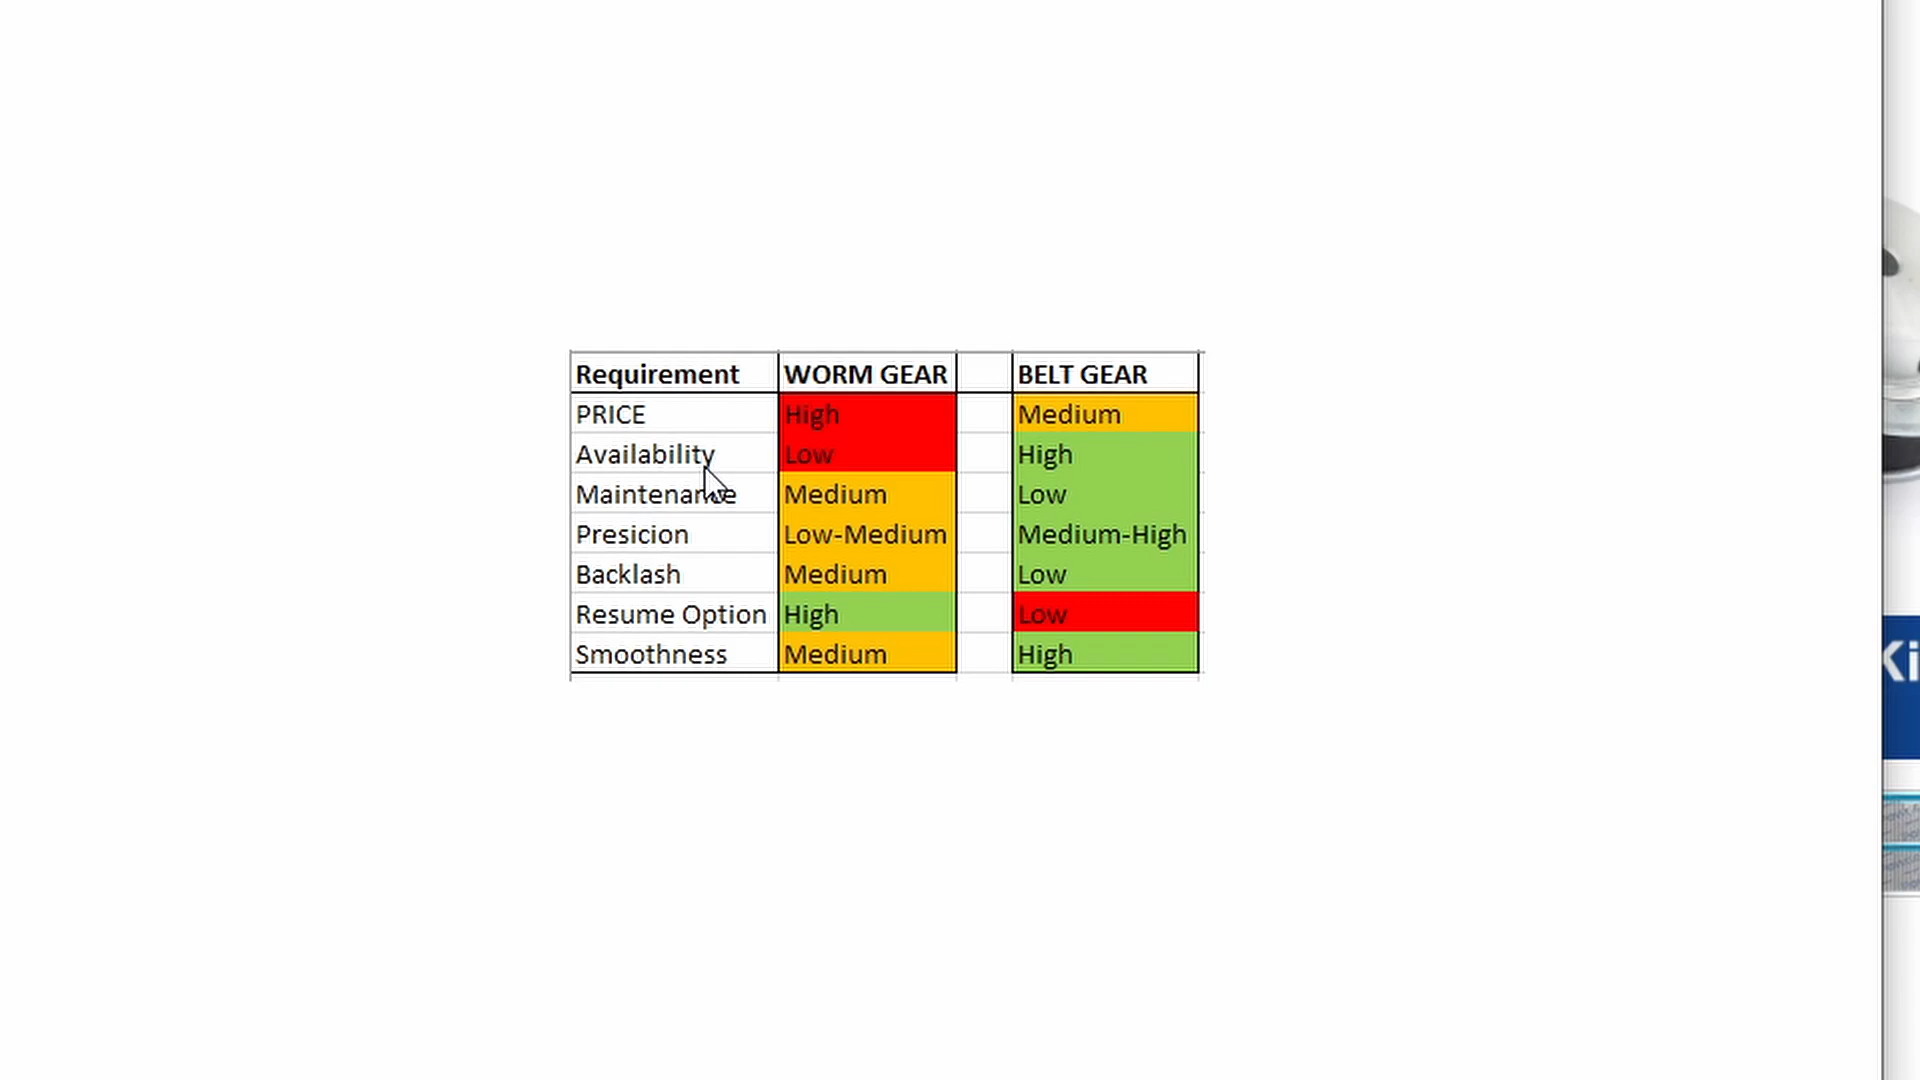 Requirement WORM GEAR BELT GEAR
PRICE High Medium
Availability Low High
Maintenance Medium Low
Presicion Low-Medium Medium-High
Backlash Medium Low
Resume Option High Low
Smoothness Medium High
Ki